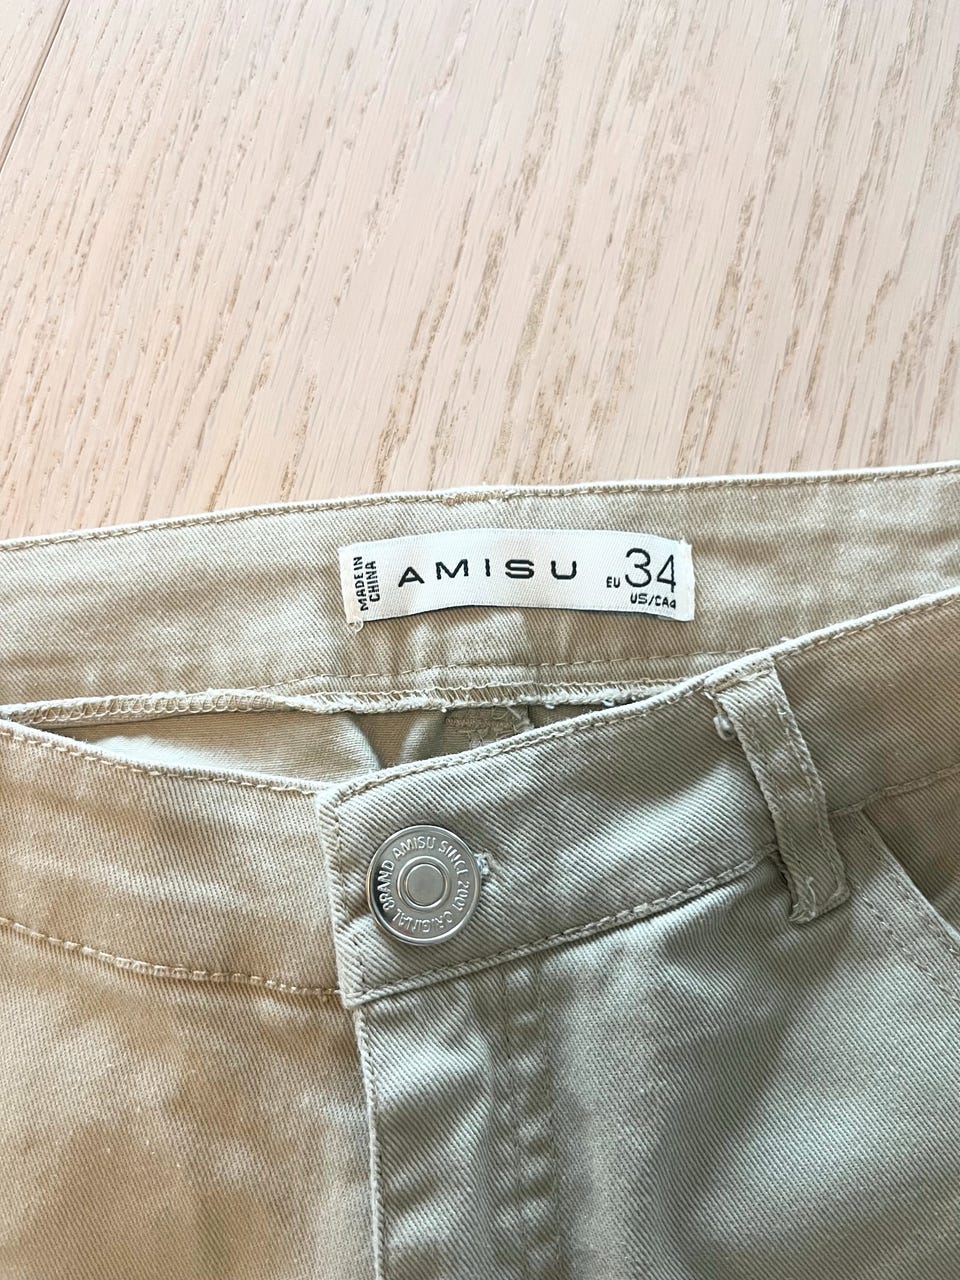 MADE IN
CHINA
AMISU
EU 34
US/CA4
ORIGINAL BRAND AMISU SINCE 2001